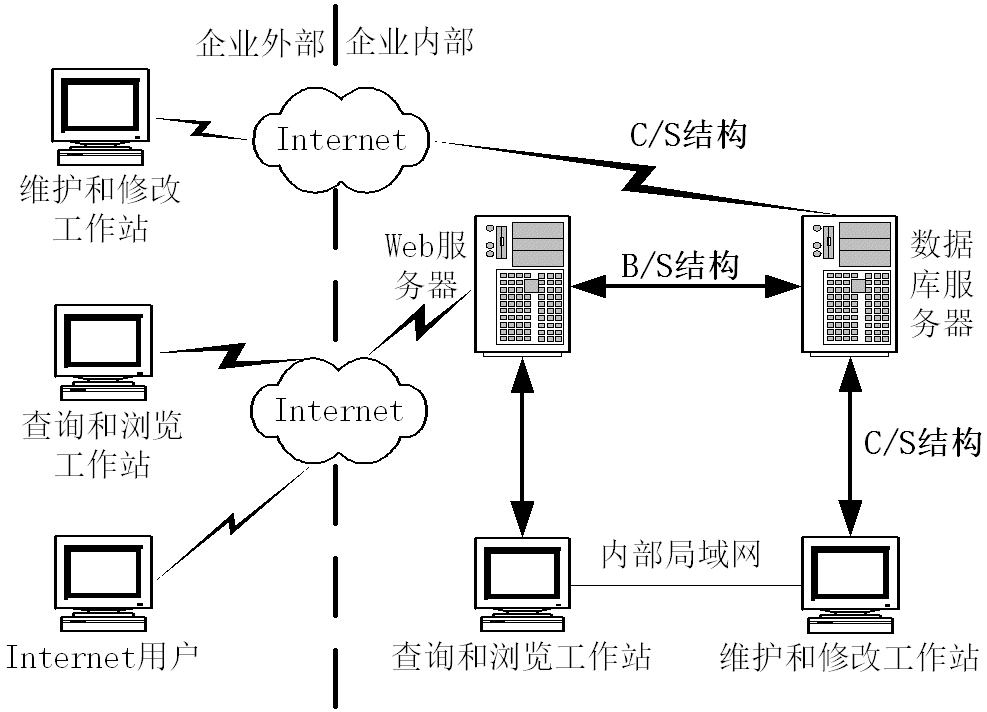 企业外部 企业内部
Internet
C/S结构
维护和修改
工作站
Web服
务器
B/S结构
数据
库服
务器
查询和浏览
工作站
Internet
C/S结构
内部局域网
Internet用户
查询和浏览工作站
维护和修改工作站